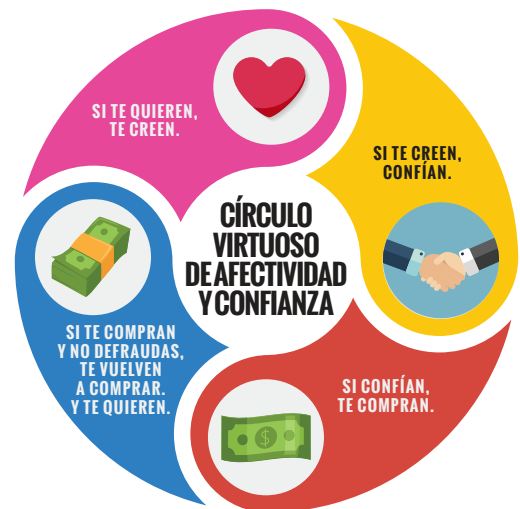 SI TE QUIEREN,
TE CREEN.
SI TE CREEN,
CONFÍAN.
CÍRCULO
VIRTUOSO
DE AFECTIVIDAD
Y CONFIANZA
SI CONFÍAN,
TE COMPRAN.
SI TE COMPRAN
Y NO DEFRAUDAS,
TE VUELVEN
A COMPRAR.
Y TE QUIEREN.
$